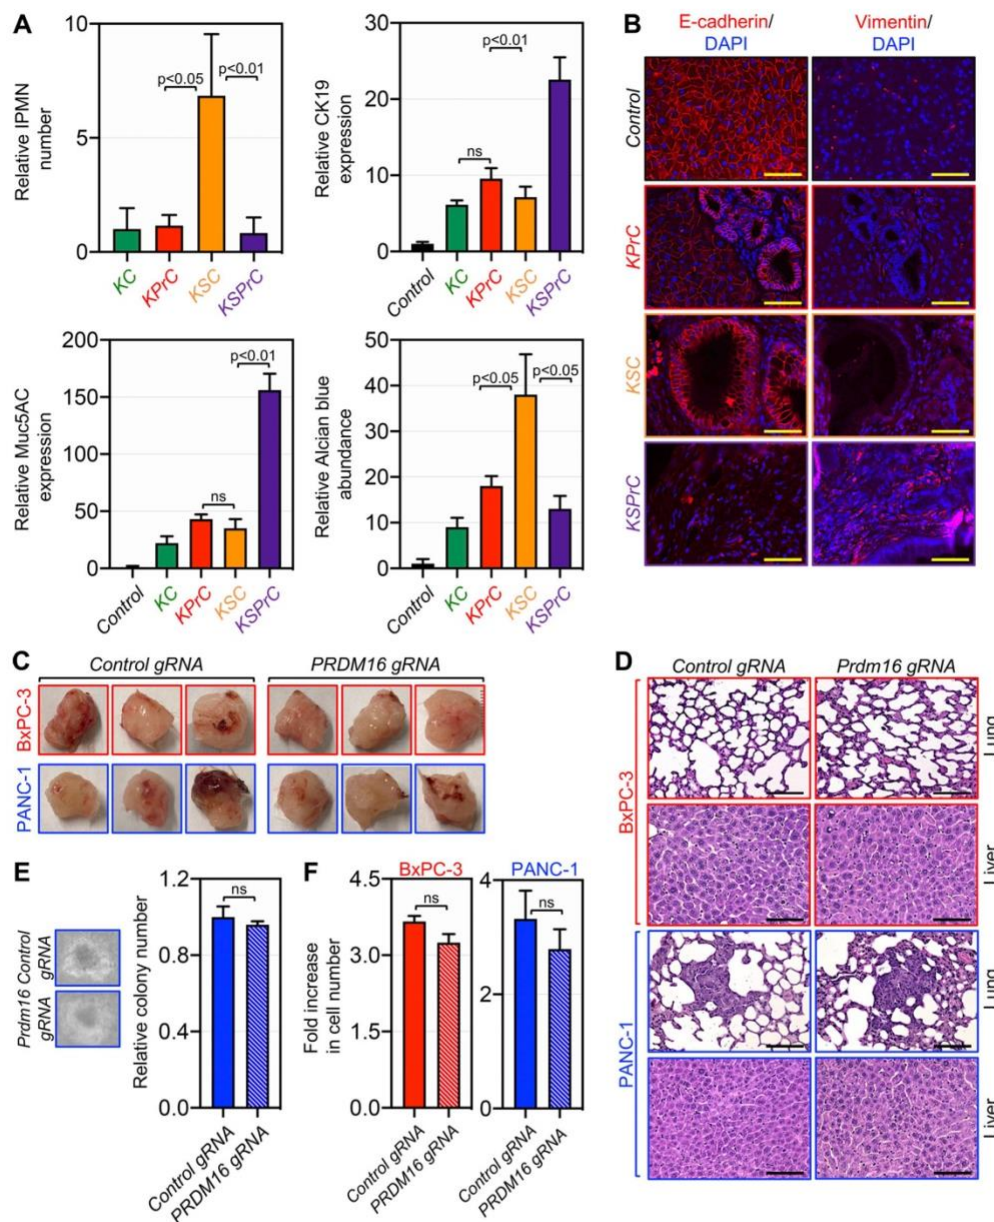 A
Relative IPMN
number
10
5
0
p<0.05
p<0.01
KC
KPrC
KSC
KSPrC
Relative CK19
expression
30
20
10
0
ns
p<0.01
Control
KC
KPrC
KSC
KSPrC
Relative Muc5AC
expression
200
150
100
50
0
ns
p<0.01
Control
KC
KPrC
KSC
KSPrC
Relative Alcian blue
abundance
50
40
30
20
10
0
p<0.05
p<0.05
Control
KC
KPrC
KSC
KSPrC
B
E-cadherin/
DAPI
Vimentin/
DAPI
Control
KPrC
KSC
KSPrC
C
Control gRNA
PRDM16 gRNA
BxPC-3
PANC-1
D
Control gRNA
Prdm16 gRNA
BxPC-3
Lung
Liver
PANC-1
Lung
Liver
E
Prdm16 Control
gRNA gRNA
Relative colony number
1.2
0.8
0.4
0.0
ns
Control gRNA
PRDM16 gRNA
F
BxPC-3
Fold increase
in cell number
4.5
3.0
1.5
0.0
ns
Control gRNA
PRDM16 gRNA
PANC-1
4
2
0
ns
Control gRNA
PRDM16 gRNA